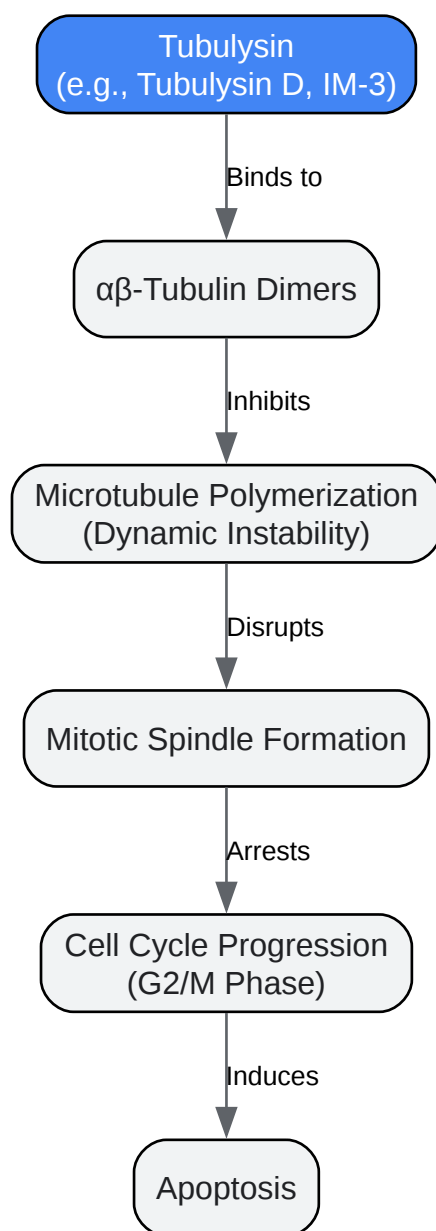 Tubulysin
(e.g., Tubulysin D, IM-3)
Binds to
αβ-Tubulin Dimers
Inhibits
Microtubule Polymerization
(Dynamic Instability)
Disrupts
Mitotic Spindle Formation
Arrests
Cell Cycle Progression
(G2/M Phase)
Induces
Apoptosis